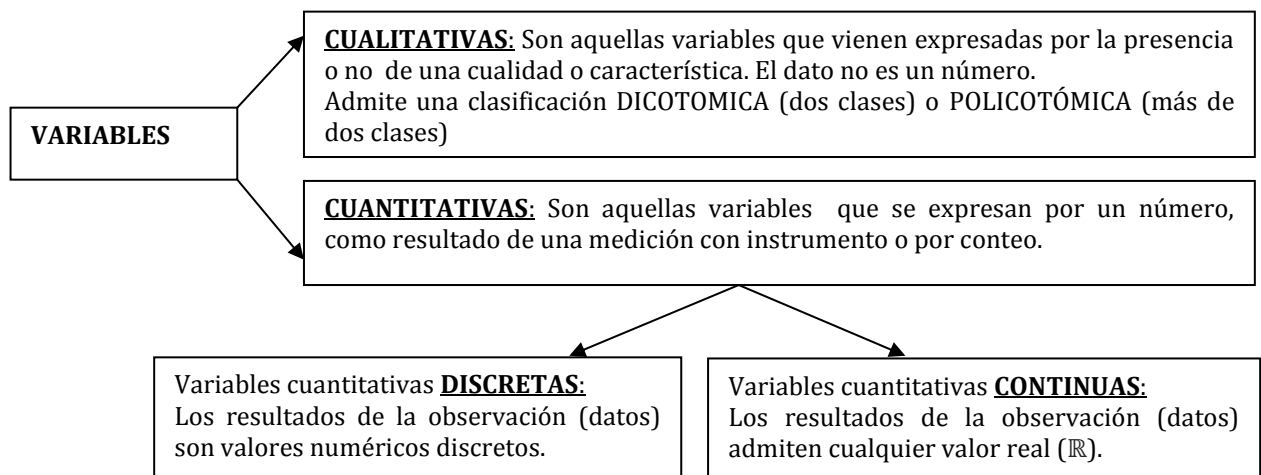 CUALITATIVAS: Son aquellas variables que vienen expresadas por la presencia
o no de una cualidad o característica. El dato no es un número.
Admite una clasificación DICOTOMICA (dos clases) o POLICOTÓMICA (más de
dos clases)
VARIABLES
CUANTITATIVAS: Son aquellas variables que se expresan por un número,
como resultado de una medición con instrumento o por conteo.
Variables cuantitativas DISCRETAS:
Los resultados de la observación (datos)
son valores numéricos discretos.
Variables cuantitativas CONTINUAS:
Los resultados de la observación (datos)
admiten cualquier valor real (ℝ).